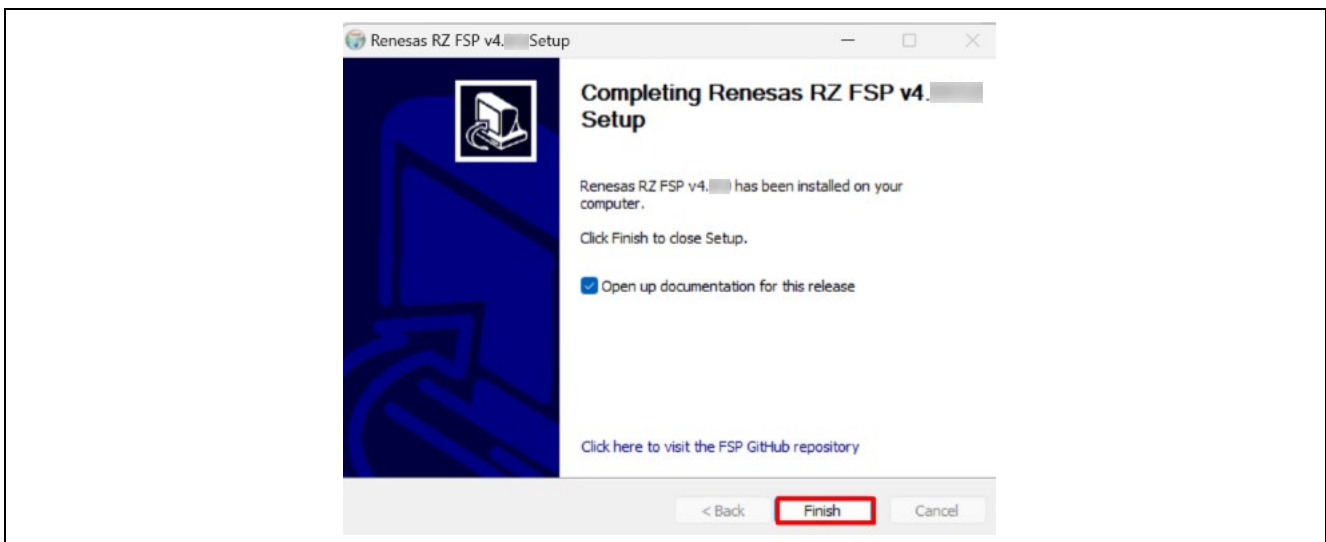 Renesas RZ FSP v4. Setup
Completing Renesas RZ FSP v4.
Setup
Renesas RZ FSP v4. has been installed on your
computer.
Click Finish to close Setup.
Open up documentation for this release
Click here to visit the FSP GitHub repository
< Back Finish Cancel